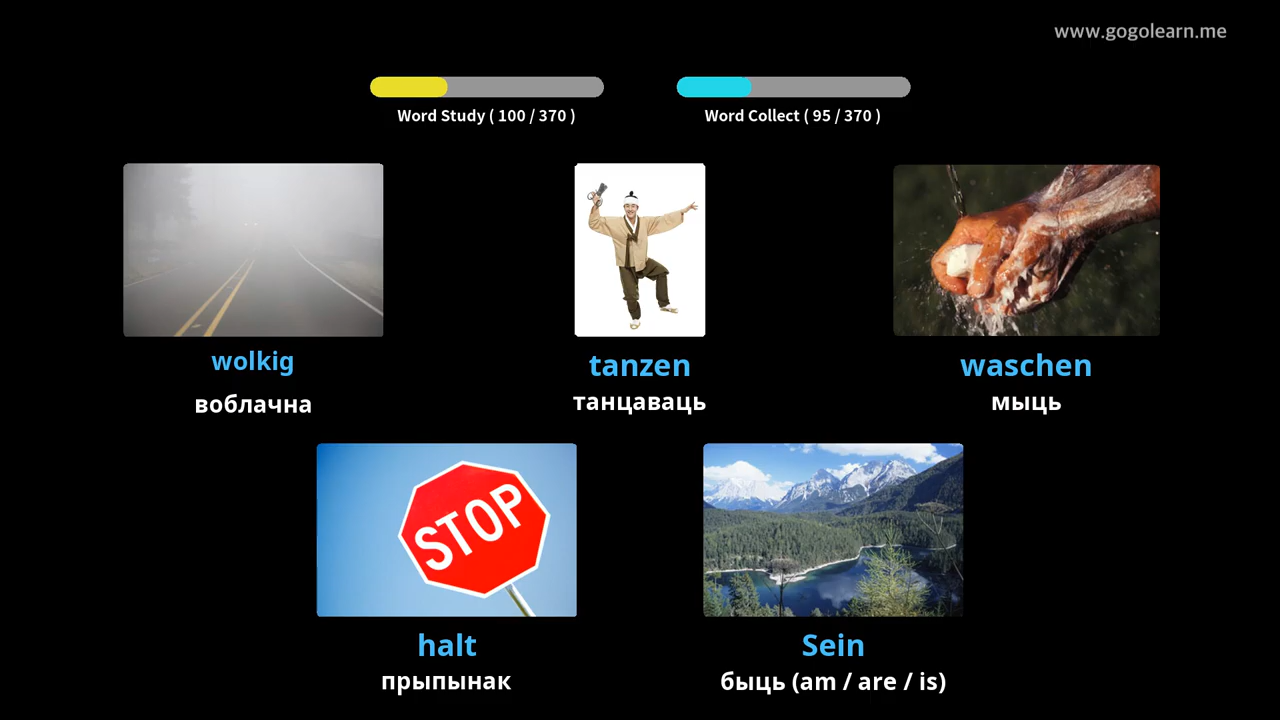 www.gogolearn.me
Word Study ( 100 / 370 )
Word Collect ( 95 / 370 )
wolkig
tanzen
waschen
воблачна
танцаваць
мыць
STOP
halt
Sein
прыпынак
быць (am / are / is)